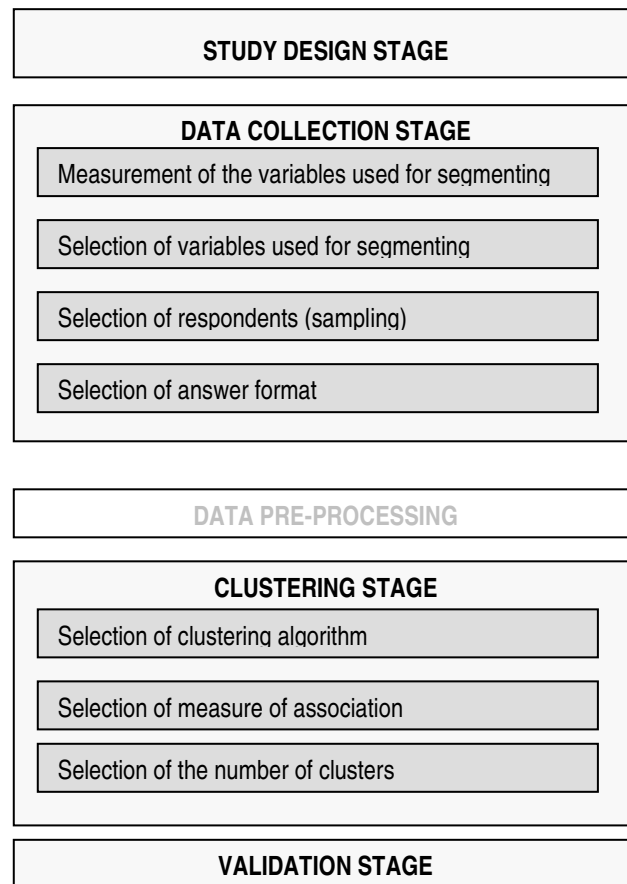 STUDY DESIGN STAGE
DATA COLLECTION STAGE
Measurement of the variables used for segmenting
Selection of variables used for segmenting
Selection of respondents (sampling)
Selection of answer format
DATA PRE-PROCESSING
CLUSTERING STAGE
Selection of clustering algorithm
Selection of measure of association
Selection of the number of clusters
VALIDATION STAGE